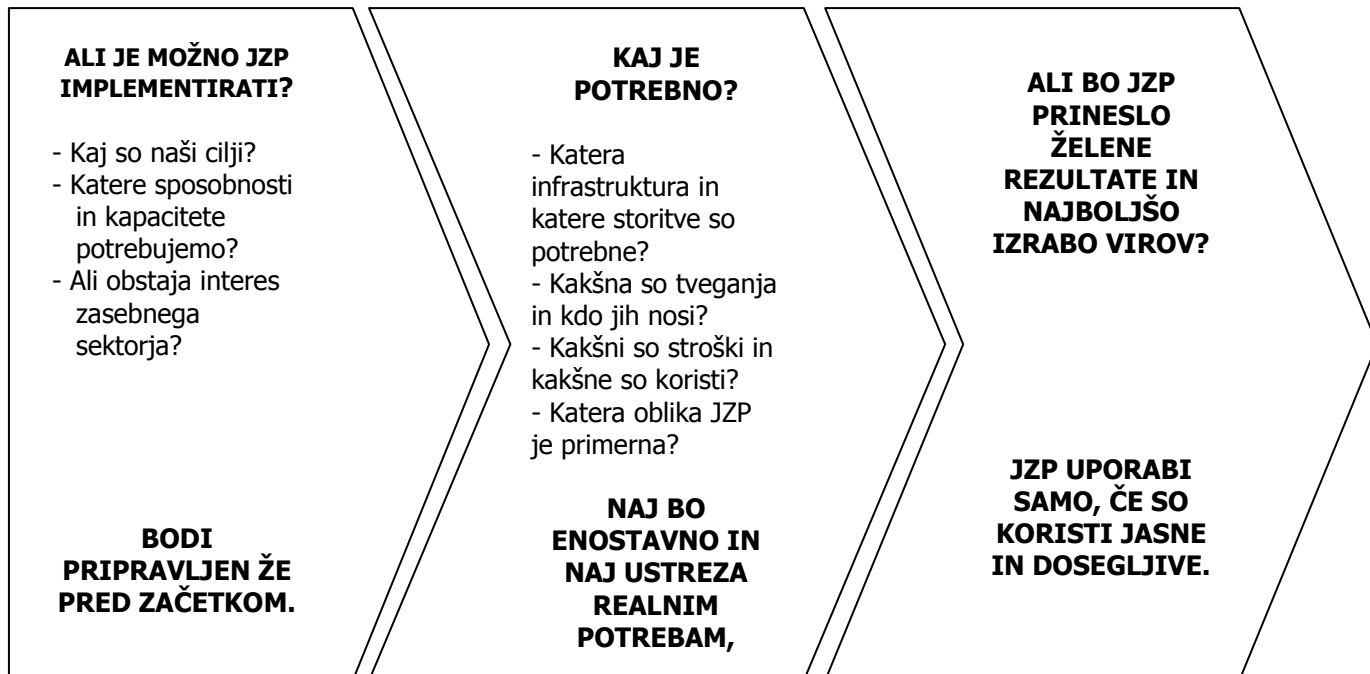 ALI JE MOŽNO JZP
IMPLEMENTIRATI?
- Kaj so naši cilji?
- Katere sposobnosti
in kapacitete
potrebujemo?
- Ali obstaja interes
zasebnega
sektorja?
BODI
PRIPRAVLJEN ŽE
PRED ZAČETKOM.
KAJ JE
POTREBNO?
- Katera
infrastruktura in
katere storitve so
potrebne?
- Kakšna so tveganja
in kdo jih nosi?
- Kakšni so stroški in
kakšne so koristi?
- Katera oblika JZP
je primerna?
NAJ BO
ENOSTAVNO IN
NAJ USTREZA
REALNIM
POTREBAM,
ALI BO JZP
PRINESLO
ŽELENE
REZULTATE IN
NAJBOLJŠO
IZRABO VIROV?
JZP UPORABI
SAMO, ČE SO
KORISTI JASNE
IN DOSEGLJIVE.